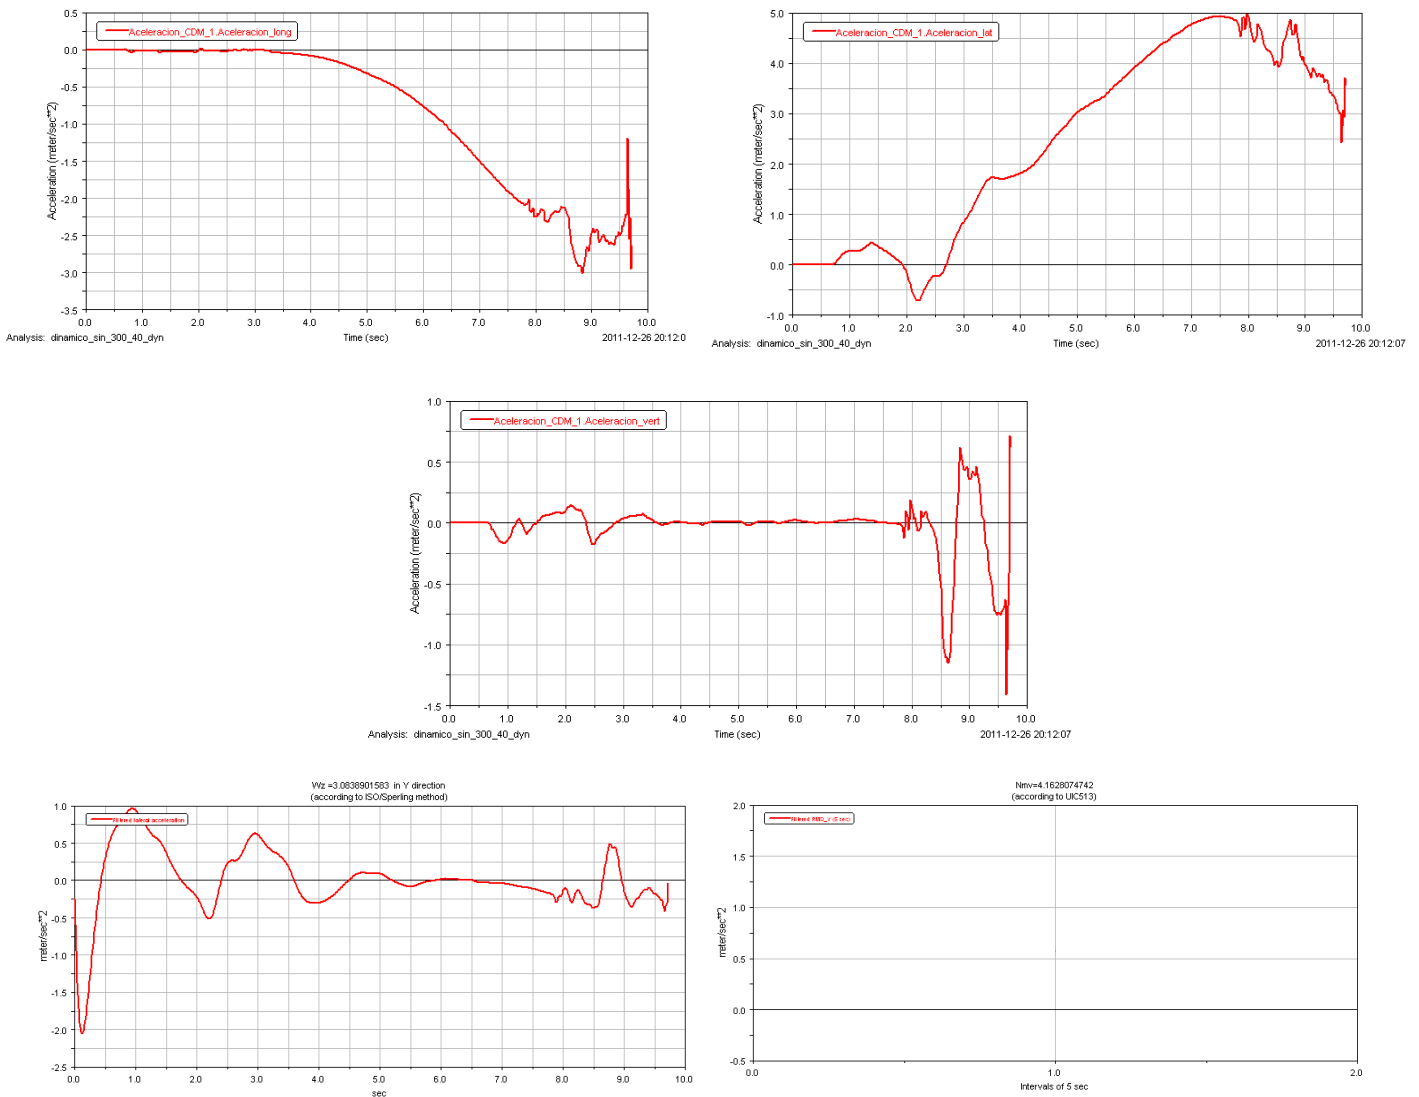 Aceleracion_CDM_1.Aceleracion_long
0.5
0.0
-0.5
-1.0
-1.5
-2.0
-2.5
-3.0
-3.5
Acceleration (meter/sec**2)
0.0 1.0 2.0 3.0 4.0 5.0 6.0 7.0 8.0 9.0 10.0
Analysis: dinamico_sin_300_40_dyn Time (sec) 2011-12-26 20:12:0
Aceleracion_CDM_1.Aceleracion_lat
5.0
4.0
3.0
2.0
1.0
0.0
-1.0
Acceleration (meter/sec**2)
0.0 1.0 2.0 3.0 4.0 5.0 6.0 7.0 8.0 9.0 10.0
Analysis: dinamico_sin_300_40_dyn Time (sec) 2011-12-26 20:12:07
Aceleracion_CDM_1.Aceleracion_vert
1.0
0.5
0.0
-0.5
-1.0
-1.5
Acceleration (meter/sec**2)
0.0 1.0 2.0 3.0 4.0 5.0 6.0 7.0 8.0 9.0 10.0
Analysis: dinamico_sin_300_40_dyn Time (sec) 2011-12-26 20:12:07
Wz =3.0838901583 in Y direction
(according to ISO/Sperling method)
Filtered lateral acceleration
1.0
0.5
0.0
-0.5
-1.0
-1.5
-2.0
-2.5
meter/sec**2
0.0 1.0 2.0 3.0 4.0 5.0 6.0 7.0 8.0 9.0 10.0
sec
Nmv=4.1628074742
(according to UIC513)
Filtered RMQ_Y (5 sec)
2.0
1.5
1.0
0.5
0.0
-0.5
meter/sec**2
0.0 1.0 2.0
Intervals of 5 sec